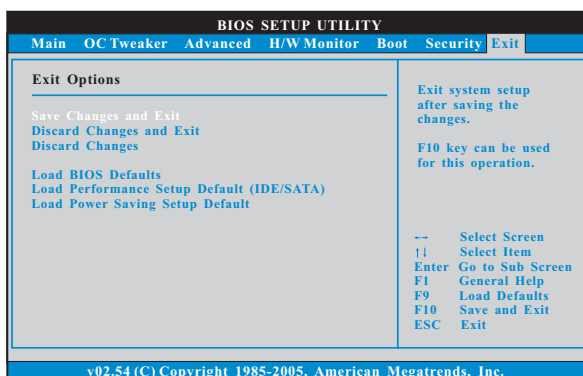 BIOS SETUP UTILITY
Main OC Tweaker Advanced H/W Monitor Boot Security Exit
Exit Options
Save Changes and Exit
Discard Changes and Exit
Discard Changes
Load BIOS Defaults
Load Performance Setup Default (IDE/SATA)
Load Power Saving Setup Default
Exit system setup
after saving the
changes.
F10 key can be used
for this operation.
←→ Select Screen
↑↓ Select Item
Enter Go to Sub Screen
F1 General Help
F9 Load Defaults
F10 Save and Exit
ESC Exit
v02.54 (C) Copyright 1985-2005, American Megatrends, Inc.